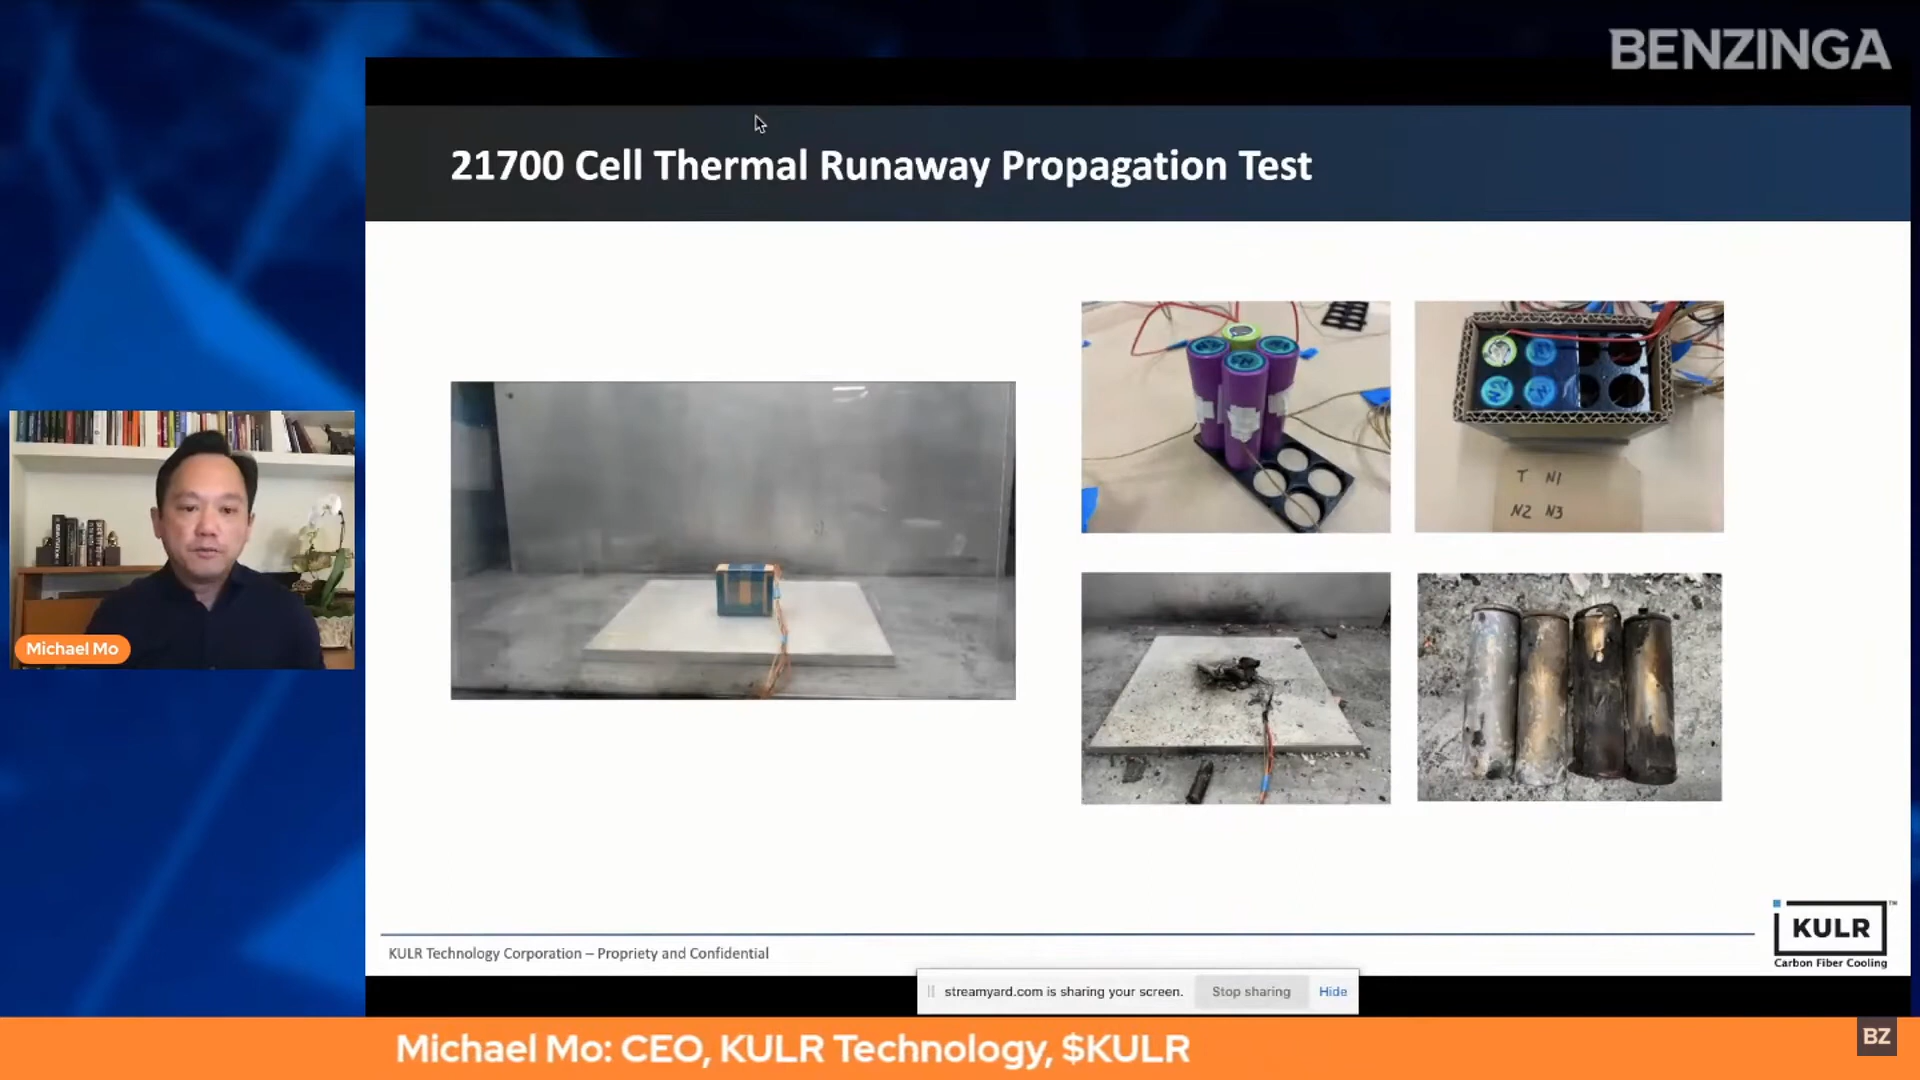 BENZINGA
21700 Cell Thermal Runaway Propagation Test
T N1
N2 N3
Michael Mo
KULR Technology Corporation – Propriety and Confidential
KULR™
Carbon Fiber Cooling
streamyard.com is sharing your screen. Stop sharing Hide
Michael Mo: CEO, KULR Technology, $KULR
BZ